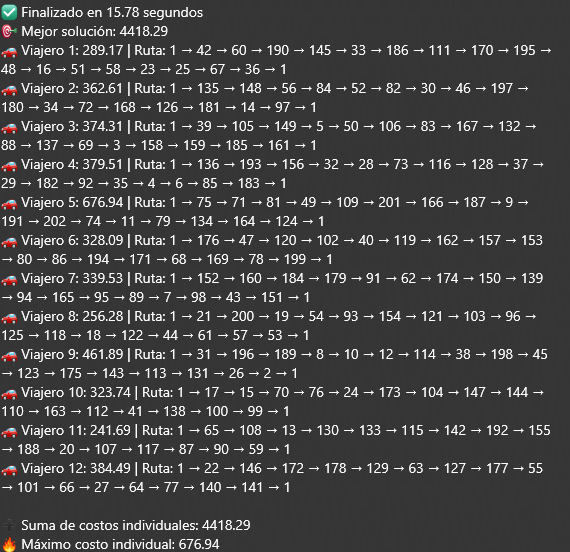 ✅ Finalizado en 15.78 segundos
🎯 Mejor solución: 4418.29
🚗 Viajero 1: 289.17 | Ruta: 1 → 42 → 60 → 190 → 145 → 33 → 186 → 111 → 170 → 195 →
48 → 16 → 51 → 58 → 23 → 25 → 67 → 36 → 1
🚗 Viajero 2: 362.61 | Ruta: 1 → 135 → 148 → 56 → 84 → 52 → 82 → 30 → 46 → 197 →
180 → 34 → 72 → 168 → 126 → 181 → 14 → 97 → 1
🚗 Viajero 3: 374.31 | Ruta: 1 → 39 → 105 → 149 → 5 → 50 → 106 → 83 → 167 → 132 →
88 → 137 → 69 → 3 → 158 → 159 → 185 → 161 → 1
🚗 Viajero 4: 379.51 | Ruta: 1 → 136 → 193 → 156 → 32 → 28 → 73 → 116 → 128 → 37 →
29 → 182 → 92 → 35 → 4 → 6 → 85 → 183 → 1
🚗 Viajero 5: 676.94 | Ruta: 1 → 75 → 71 → 81 → 49 → 109 → 201 → 166 → 187 → 9 →
191 → 202 → 74 → 11 → 79 → 134 → 164 → 124 → 1
🚗 Viajero 6: 328.09 | Ruta: 1 → 176 → 47 → 120 → 102 → 40 → 119 → 162 → 157 → 153
→ 80 → 86 → 194 → 171 → 68 → 169 → 78 → 199 → 1
🚗 Viajero 7: 339.53 | Ruta: 1 → 152 → 160 → 184 → 179 → 91 → 62 → 174 → 150 → 139
→ 94 → 165 → 95 → 89 → 7 → 98 → 43 → 151 → 1
🚗 Viajero 8: 256.28 | Ruta: 1 → 21 → 200 → 19 → 54 → 93 → 154 → 121 → 103 → 96 →
125 → 118 → 18 → 122 → 44 → 61 → 57 → 53 → 1
🚗 Viajero 9: 461.89 | Ruta: 1 → 31 → 196 → 189 → 8 → 10 → 12 → 114 → 38 → 198 → 45
→ 123 → 175 → 143 → 113 → 131 → 26 → 2 → 1
🚗 Viajero 10: 323.74 | Ruta: 1 → 17 → 15 → 70 → 76 → 24 → 173 → 104 → 147 → 144 →
110 → 163 → 112 → 41 → 138 → 100 → 99 → 1
🚗 Viajero 11: 241.69 | Ruta: 1 → 65 → 108 → 13 → 130 → 133 → 115 → 142 → 192 → 155
→ 188 → 20 → 107 → 117 → 87 → 90 → 59 → 1
🚗 Viajero 12: 384.49 | Ruta: 1 → 22 → 146 → 172 → 178 → 129 → 63 → 127 → 177 → 55
→ 101 → 66 → 27 → 64 → 77 → 140 → 141 → 1
➕ Suma de costos individuales: 4418.29
🔥 Máximo costo individual: 676.94